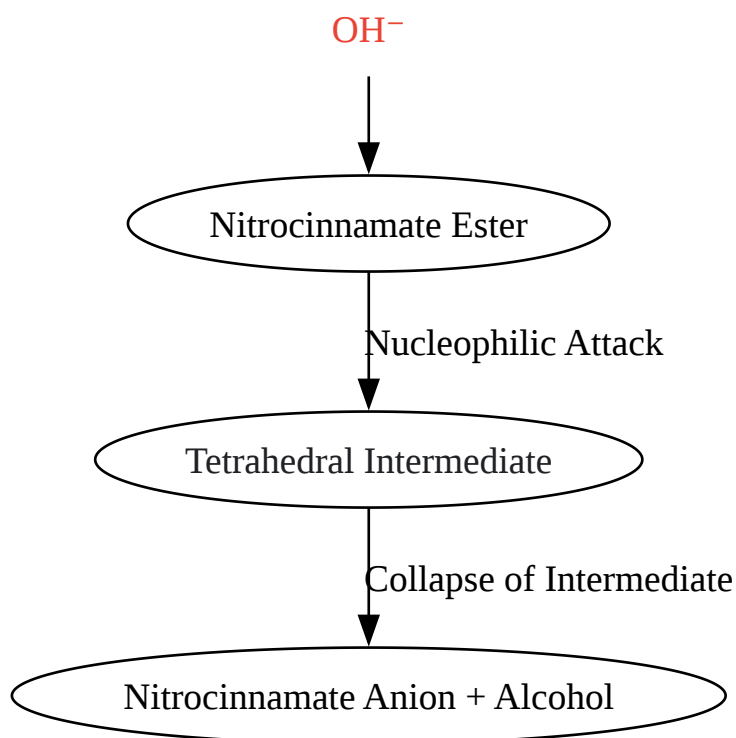 OH⁻
Nitrocinnamate Ester
Nucleophilic Attack
Tetrahedral Intermediate
Collapse of Intermediate
Nitrocinnamate Anion + Alcohol